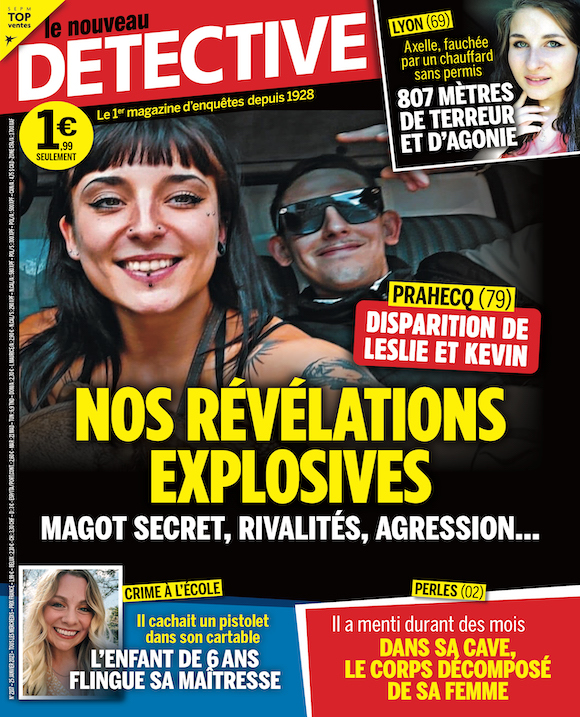 SEPM
TOP
ventes
le nouveau
DETECTIVE
Le 1er magazine d'enquêtes depuis 1928
1€
,99
SEULEMENT
LYON (69)
Axelle, fauchée
par un chauffard
sans permis
807 MÈTRES
DE TERREUR
ET D'AGONIE
PRAHECQ (79)
DISPARITION DE
LESLIE ET KEVIN
NOS RÉVÉLATIONS
EXPLOSIVES
MAGOT SECRET, RIVALITÉS, AGRESSION...
CRIME À L'ÉCOLE
Il cachait un pistolet
dans son cartable
L'ENFANT DE 6 ANS
FLINGUE SA MAÎTRESSE
PERLES (02)
Il a menti durant des mois
DANS SA CAVE,
LE CORPS DÉCOMPOSÉ
DE SA FEMME